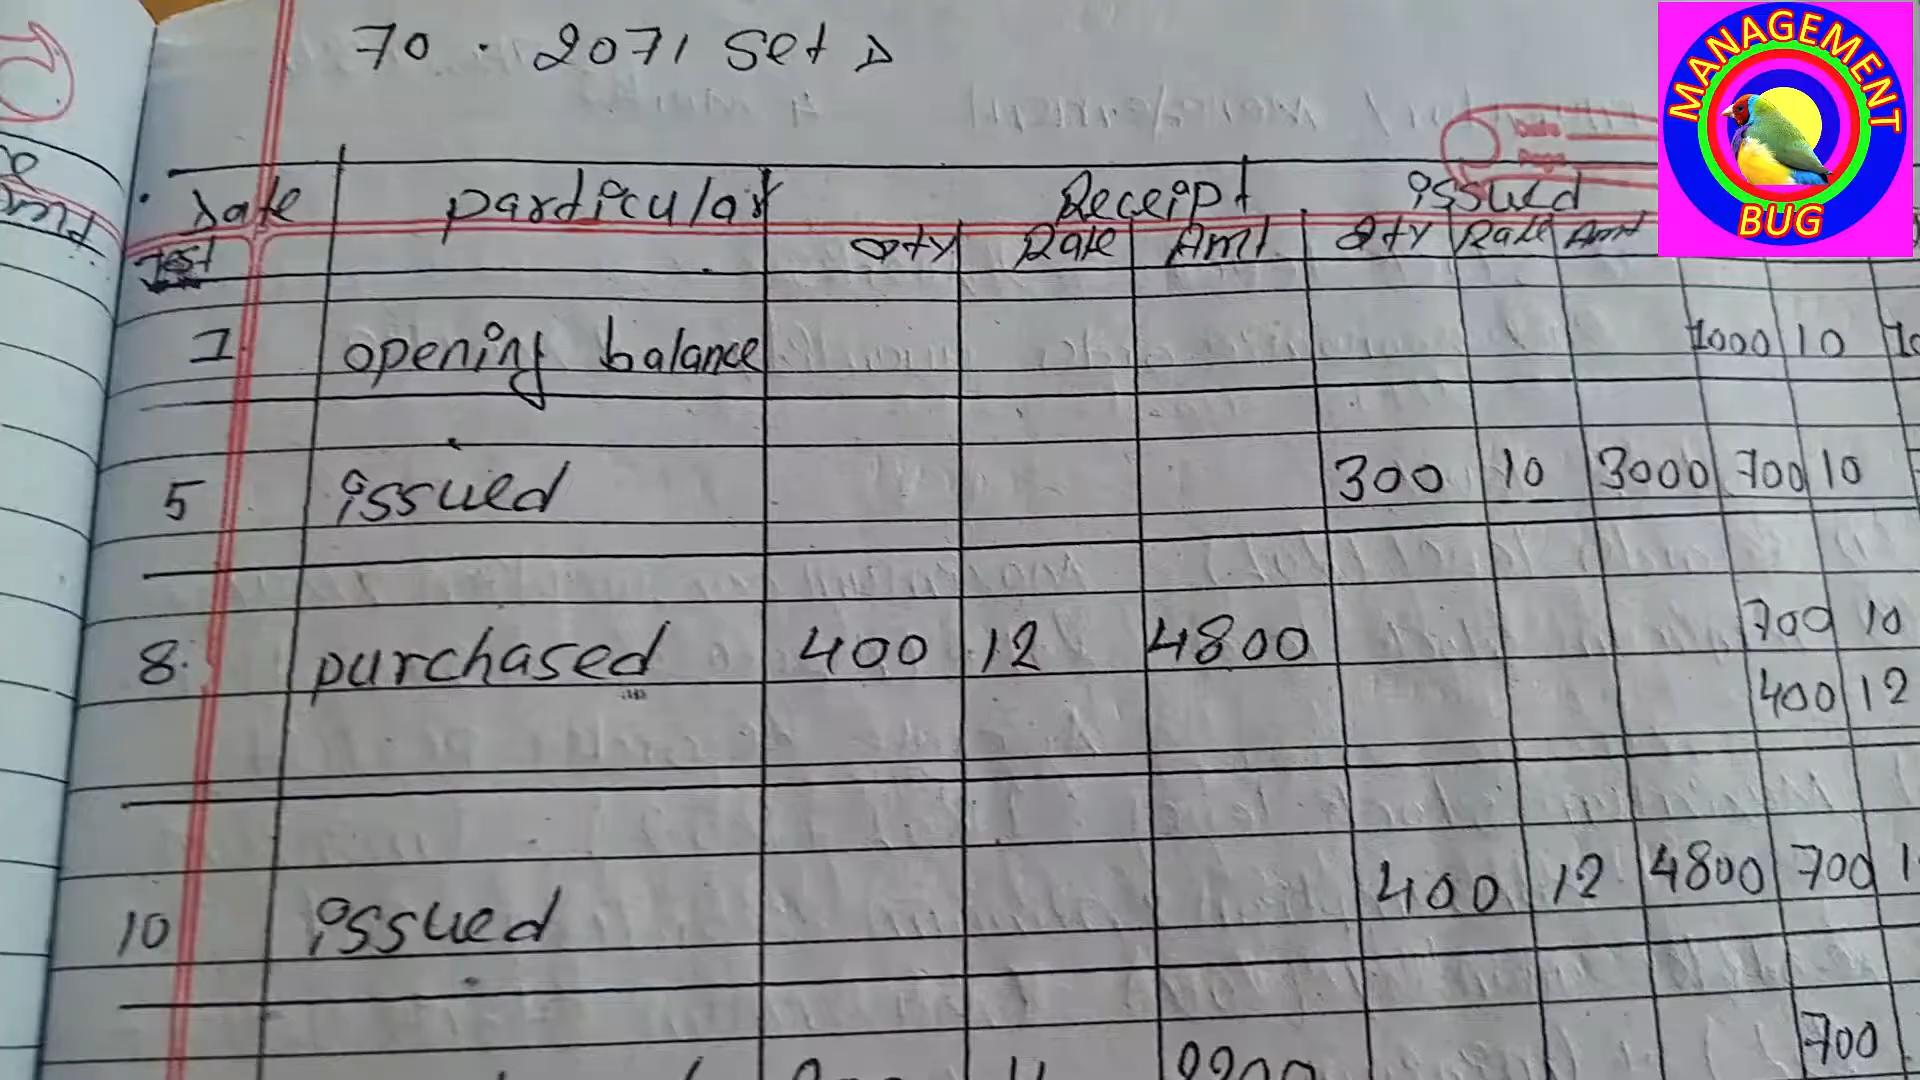 70. 2071 Set D
Date particular Receipt issued
Qty Rate Amt. Qty Rate Amt
1 opening balance 1000 10
5 issued 300 10 3000 700 10
8. purchased 400 12 4800 700 10
400 12
10 issued 400 12 4800 700
700
MANAGEMENT
BUG